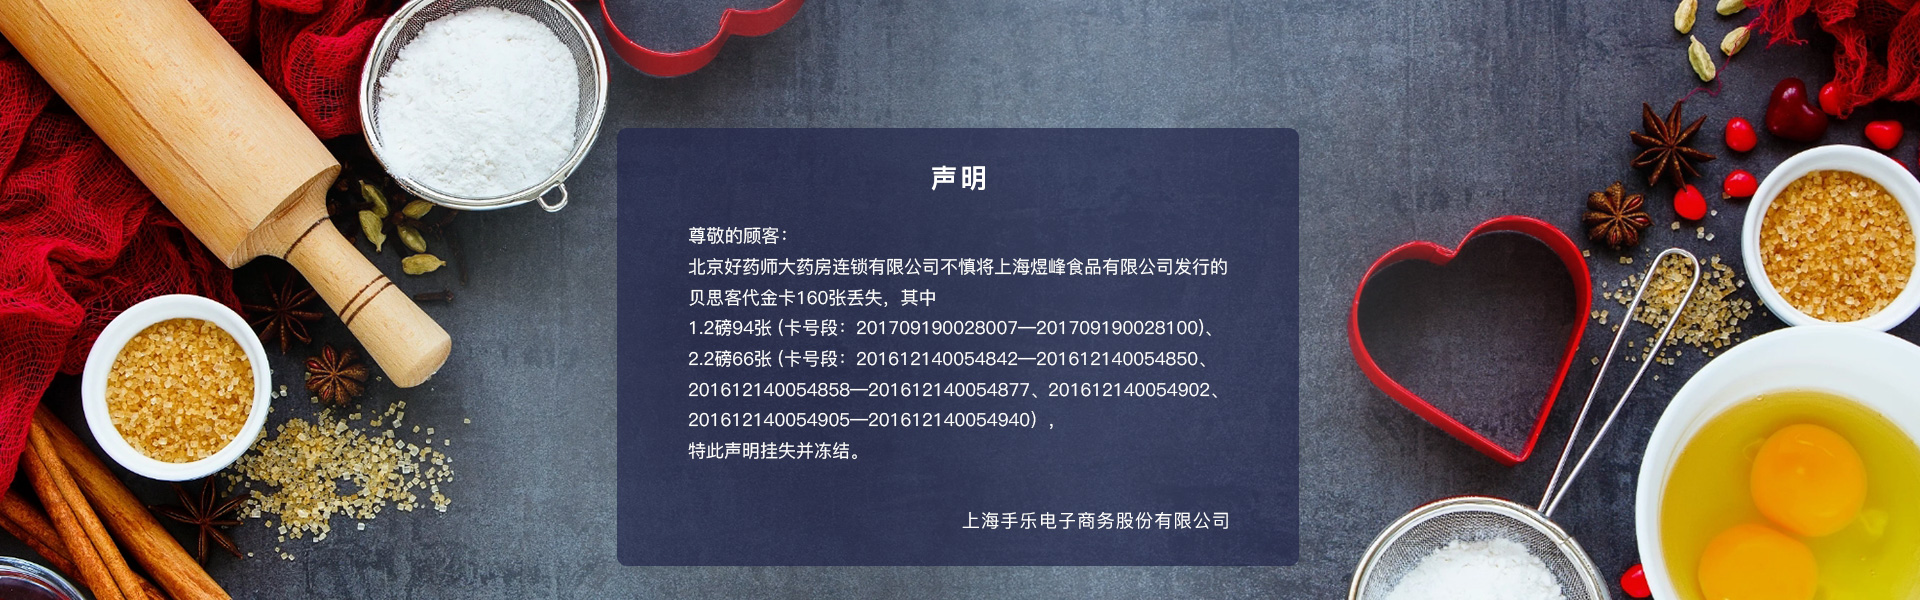 声明
尊敬的顾客：
北京好药师大药房连锁有限公司不慎将上海煜峰食品有限公司发行的
贝思客代金卡160张丢失，其中
1.2磅94张（卡号段：201709190028007—201709190028100)、
2.2磅66张（卡号段：201612140054842—201612140054850、
201612140054858—201612140054877、201612140054902、
201612140054905—201612140054940），
特此声明挂失并冻结。
上海手乐电子商务股份有限公司